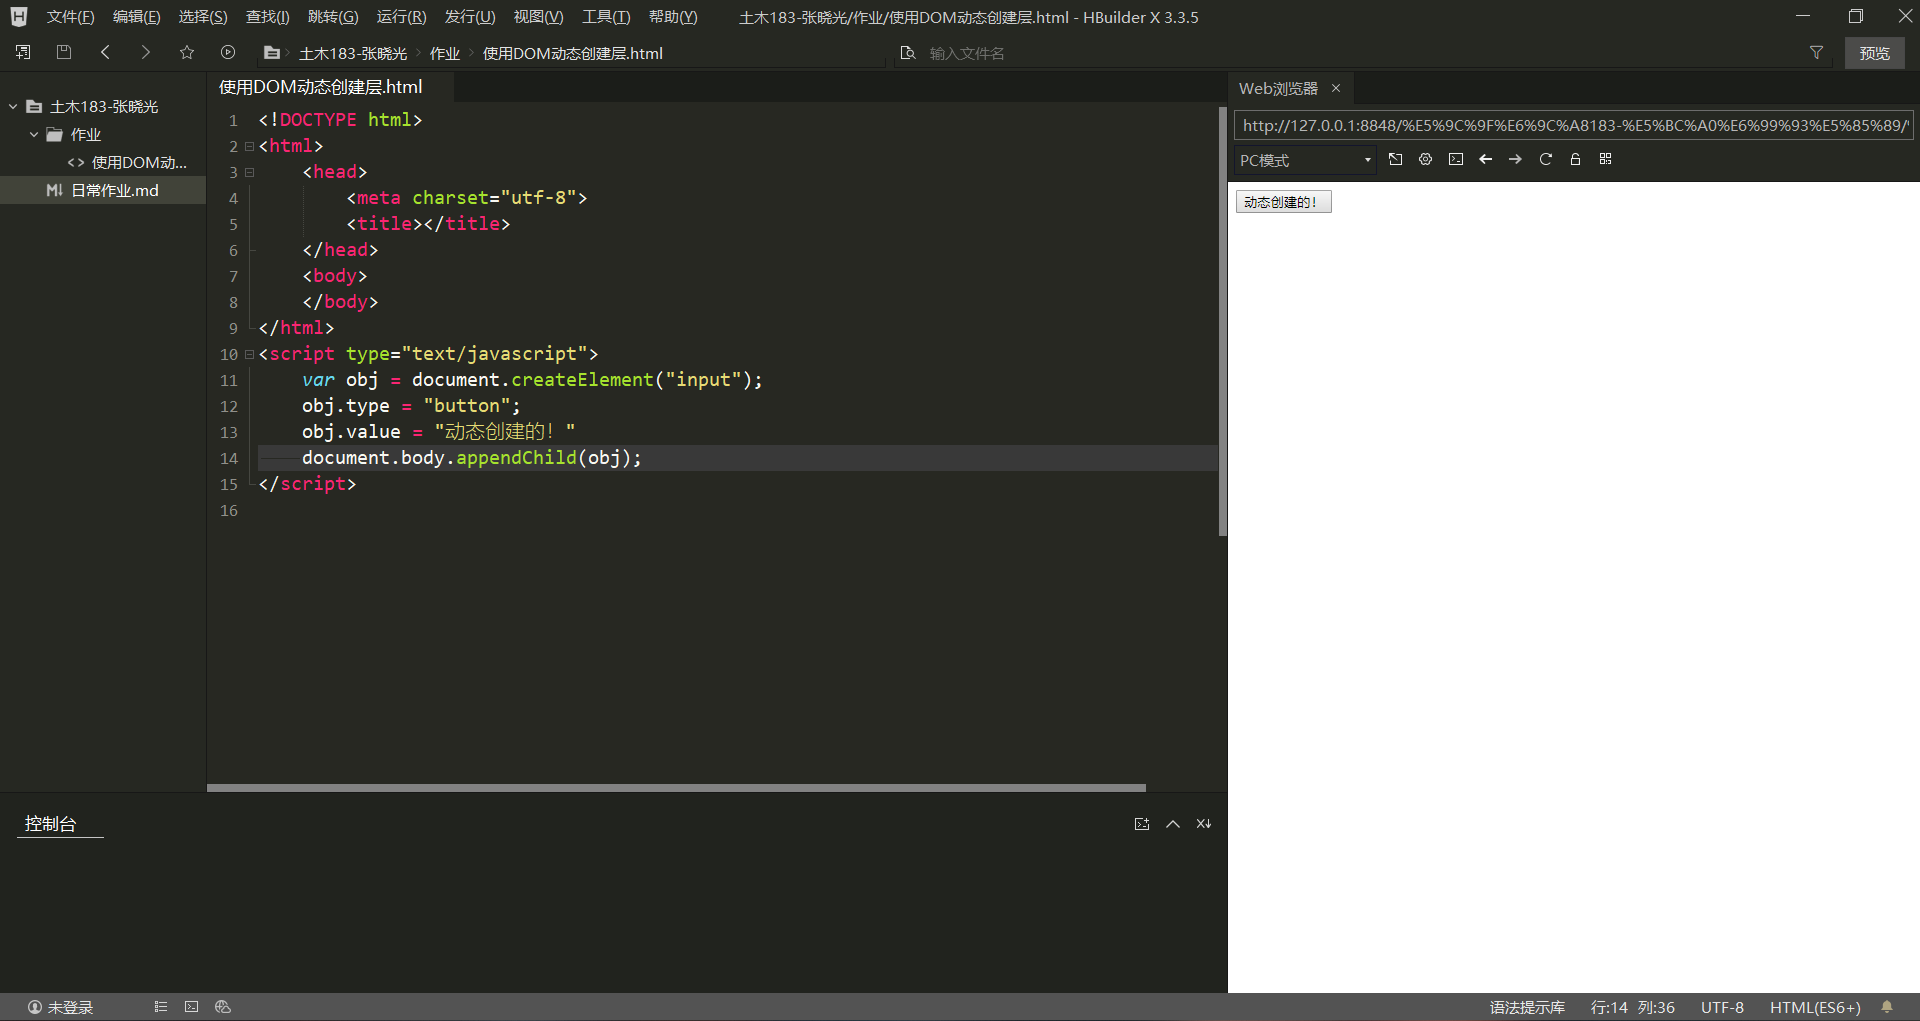 文件(F) 编辑(E) 选择(S) 查找(I) 跳转(G) 运行(R) 发行(U) 视图(V) 工具(T) 帮助(Y) 土木183-张晓光/作业/使用DOM动态创建层.html - HBuilder X 3.3.5
土木183-张晓光 作业 使用DOM动态创建层.html 输入文件名 预览
土木183-张晓光
作业
<> 使用DOM动...
日常作业.md
使用DOM动态创建层.html
1 <!DOCTYPE html>
2 <html>
3 <head>
4 <meta charset="utf-8">
5 <title></title>
6 </head>
7 <body>
8 </body>
9 </html>
10 <script type="text/javascript">
11 var obj = document.createElement("input");
12 obj.type = "button";
13 obj.value = "动态创建的！"
14 document.body.appendChild(obj);
15 </script>
16
Web浏览器
http://127.0.0.1:8848/%E5%9C%9F%E6%9C%A8183-%E5%BC%A0%E6%99%93%E5%85%89/
PC模式
动态创建的！
控制台
未登录 语法提示库 行:14 列:36 UTF-8 HTML(ES6+)